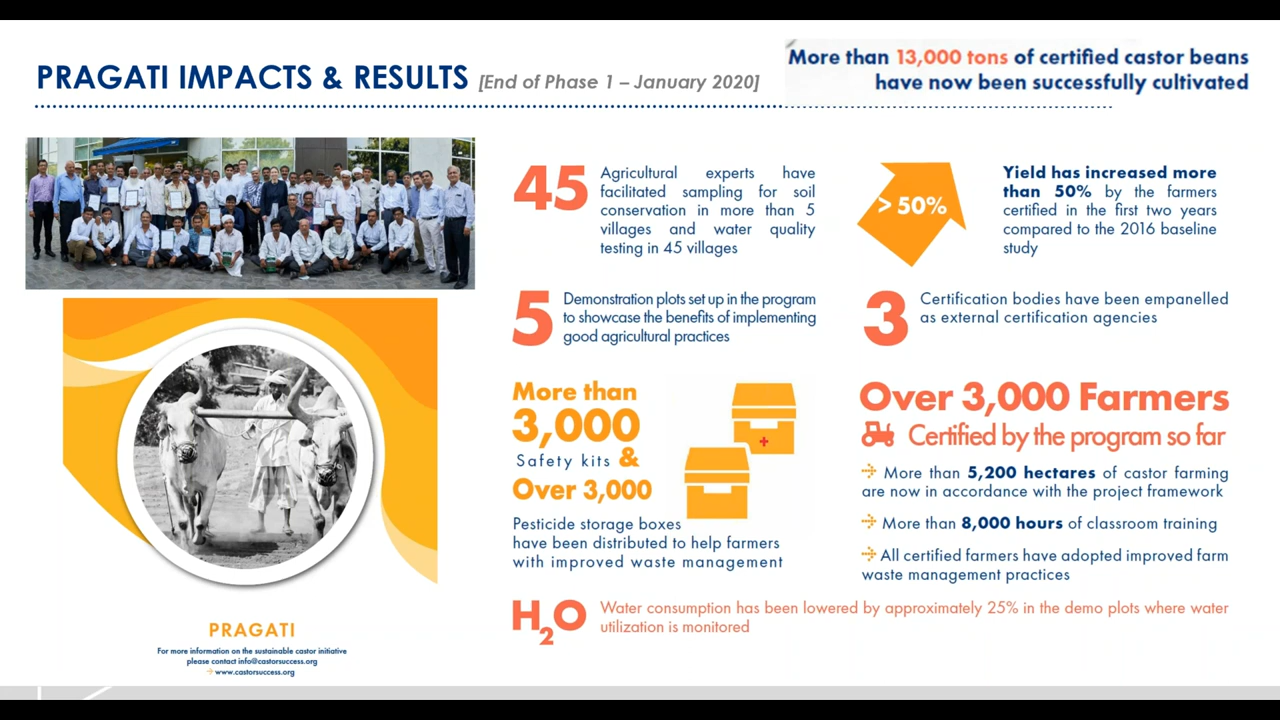 PRAGATI IMPACTS & RESULTS [End of Phase 1 – January 2020]
More than 13,000 tons of certified castor beans
have now been successfully cultivated
45
Agricultural experts have
facilitated sampling for soil
conservation in more than 5
villages and water quality
testing in 45 villages
> 50%
Yield has increased more
than 50% by the farmers
certified in the first two years
compared to the 2016 baseline
study
5
Demonstration plots set up in the program
to showcase the benefits of implementing
good agricultural practices
3
Certification bodies have been empanelled
as external certification agencies
More than
3,000
Safety kits &
Over 3,000
Pesticide storage boxes
have been distributed to help farmers
with improved waste management
Over 3,000 Farmers
Certified by the program so far
More than 5,200 hectares of castor farming
are now in accordance with the project framework
More than 8,000 hours of classroom training
All certified farmers have adopted improved farm
waste management practices
H2O
Water consumption has been lowered by approximately 25% in the demo plots where water
utilization is monitored
PRAGATI
For more information on the sustainable castor initiative
please contact info@castorsuccess.org
www.castorsuccess.org